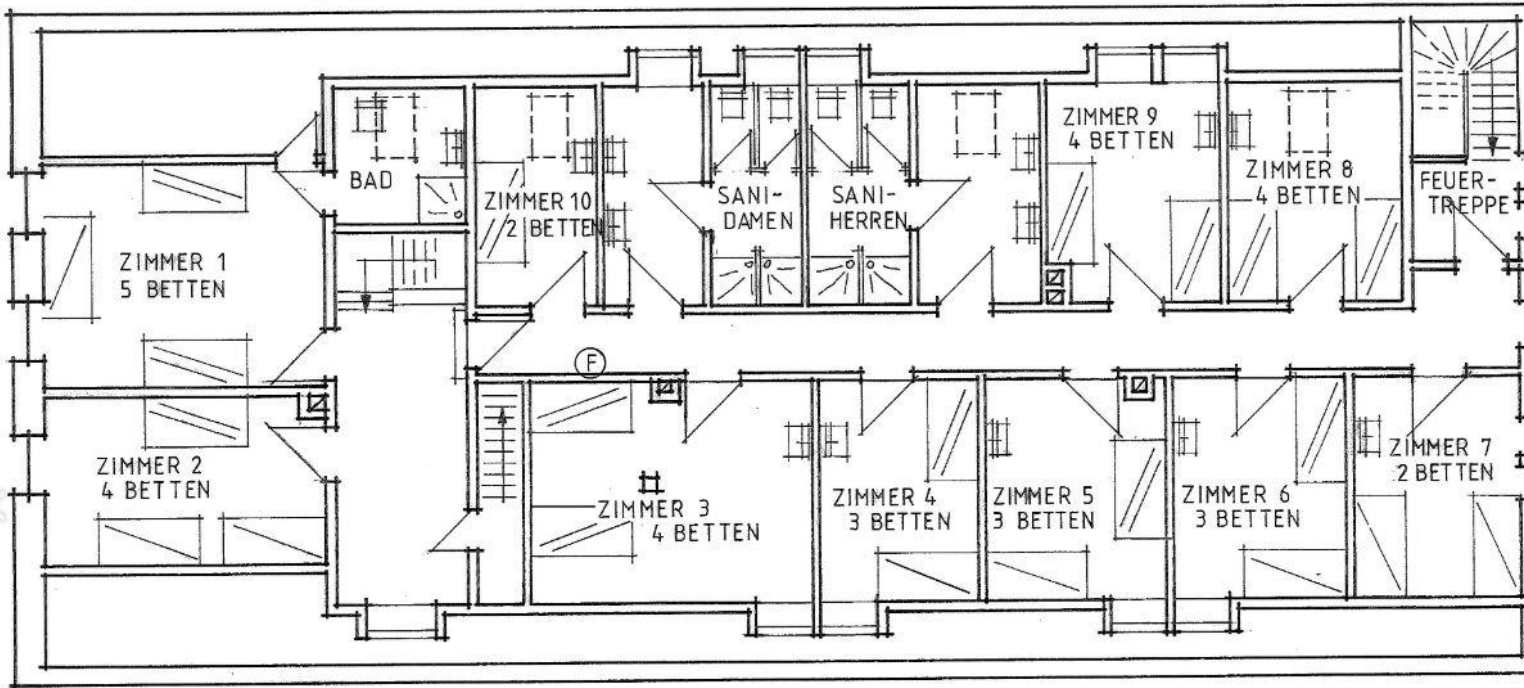 BAD
ZIMMER 10
2 BETTEN
SANI-
DAMEN
SANI-
HERREN
ZIMMER 9
4 BETTEN
ZIMMER 8
4 BETTEN
FEUER-
TREPPE
ZIMMER 1
5 BETTEN
F
ZIMMER 2
4 BETTEN
ZIMMER 3
4 BETTEN
ZIMMER 4
3 BETTEN
ZIMMER 5
3 BETTEN
ZIMMER 6
3 BETTEN
ZIMMER 7
2 BETTEN